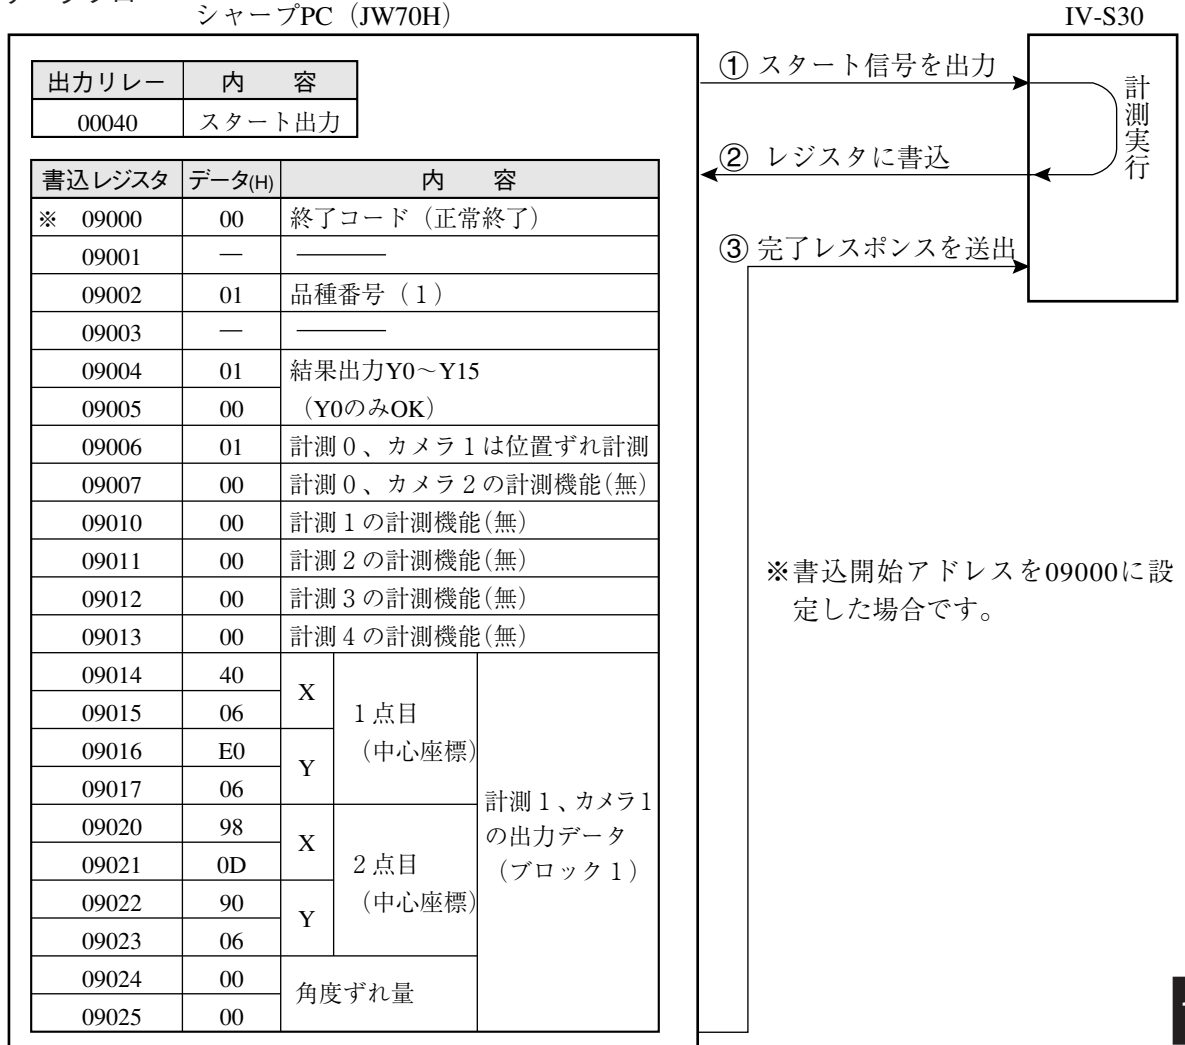 シャープPC（JW70H）
IV-S30
出力リレー 内 容
00040 スタート出力
① スタート信号を出力
計測実行
② レジスタに書込
③ 完了レスポンスを送出
書込レジスタ データ(H) 内 容
※ 09000 00 終了コード（正常終了）
09001 — ———
09002 01 品種番号（１）
09003 — ———
09004 01 結果出力Y0～Y15
09005 00 （Y0のみOK）
09006 01 計測０、カメラ１は位置ずれ計測
09007 00 計測０、カメラ２の計測機能(無)
09010 00 計測１の計測機能(無)
09011 00 計測２の計測機能(無)
09012 00 計測３の計測機能(無)
09013 00 計測４の計測機能(無)
09014 40 X
09015 06 １点目
09016 E0 Y （中心座標）
09017 06
計測１、カメラ１
09020 98 X の出力データ
09021 0D ２点目 （ブロック１）
09022 90 Y （中心座標）
09023 06
09024 00 角度ずれ量
09025 00
※書込開始アドレスを09000に設
定した場合です。